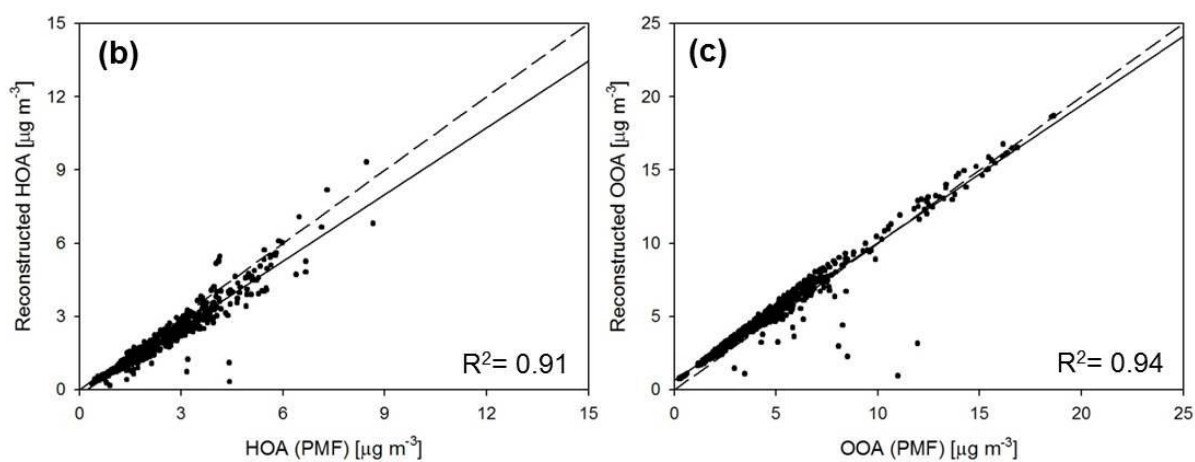 (b)
15
12
9
6
3
0
Reconstructed HOA [μg m⁻³]
R²= 0.91
0 3 6 9 12 15
HOA (PMF) [μg m⁻³]
(c)
25
20
15
10
5
0
Reconstructed OOA [μg m⁻³]
R²= 0.94
0 5 10 15 20 25
OOA (PMF) [μg m⁻³]